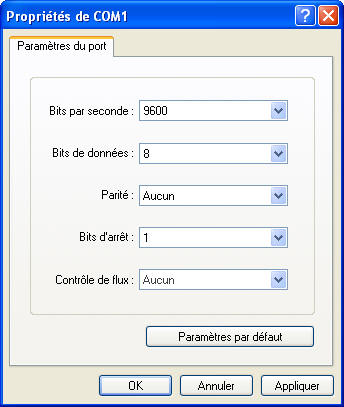 Propriétés de COM1
Paramètres du port
Bits par seconde : 9600
Bits de données : 8
Parité : Aucun
Bits d'arrêt : 1
Contrôle de flux : Aucun
Paramètres par défaut
OK Annuler Appliquer